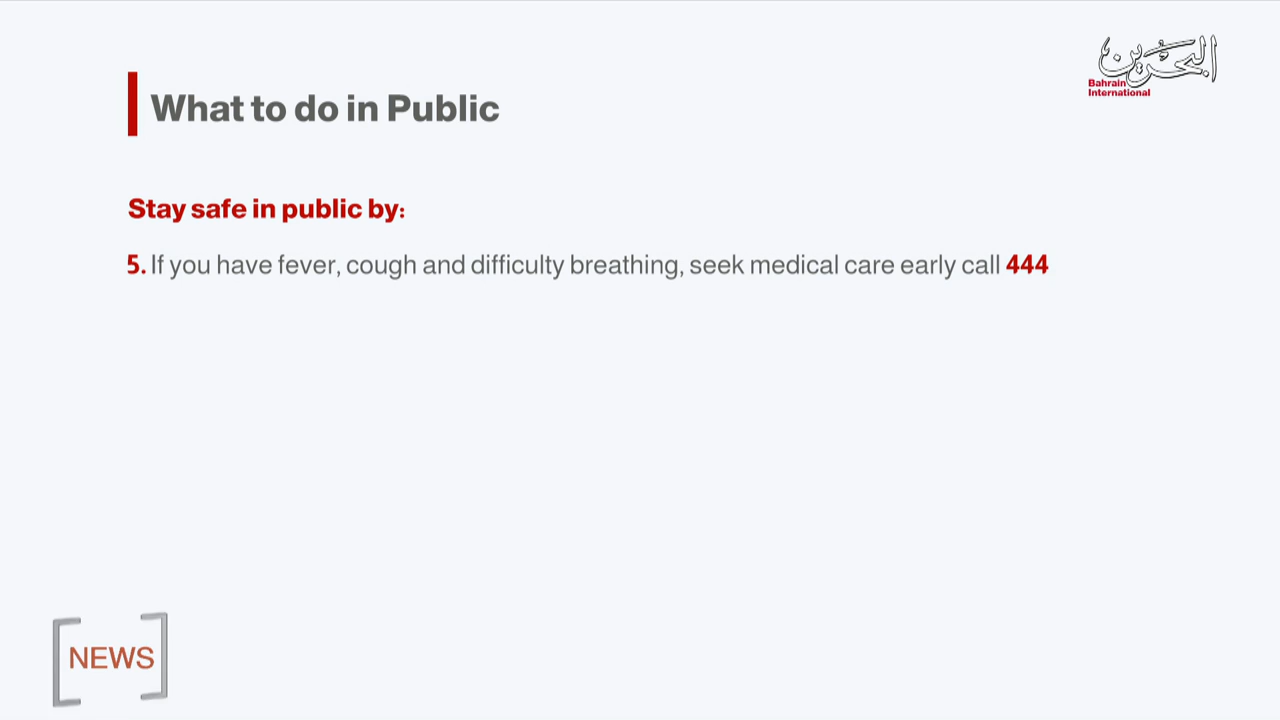 البحرين
Bahrain
International
What to do in Public
Stay safe in public by:
5. If you have fever, cough and difficulty breathing, seek medical care early call 444
NEWS